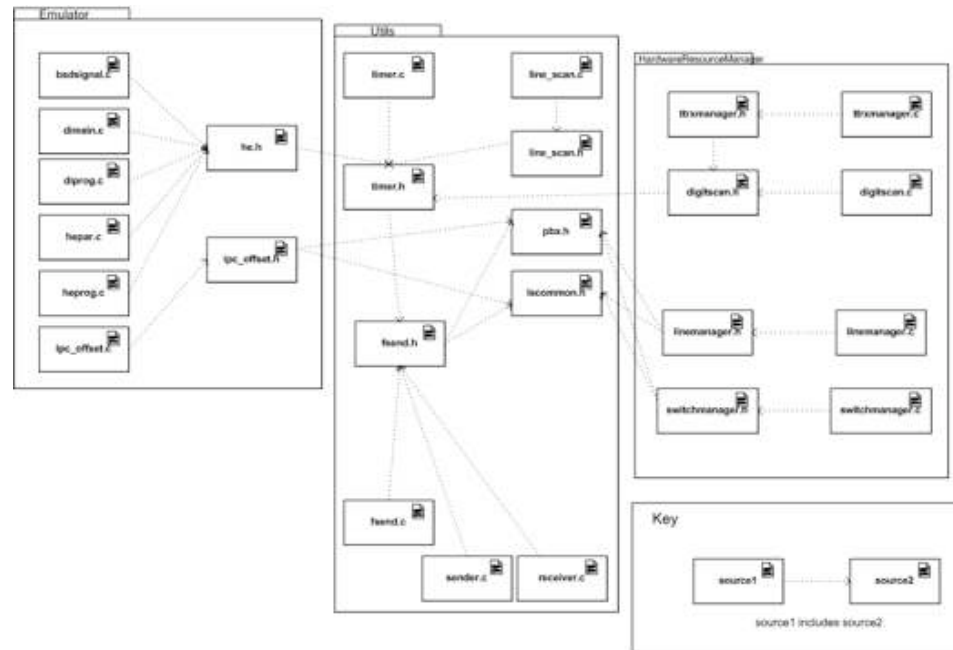 Emulator
bsdsignal.c
dimain.c
diprog.c
hepar.c
heprog.c
ipc_offset.c
he.h
ipc_offset.h
Utils
timer.c
line_scan.c
line_scan.h
timer.h
pbx.h
iscommon.h
fsend.h
fsend.c
sender.c
receiver.c
HardwareResourceManager
ttrxmanager.h
ttrxmanager.c
digitscan.h
digitscan.c
linemanager.h
linemanager.c
switchmanager.h
switchmanager.c
Key
source1
source2
source1 includes source2